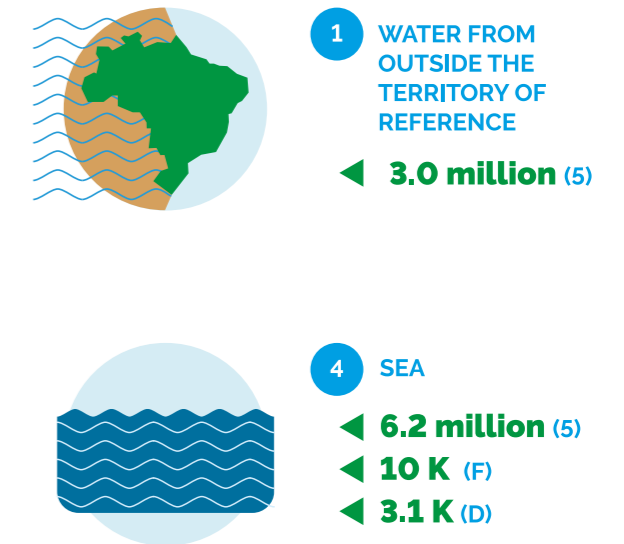 1 WATER FROM
OUTSIDE THE
TERRITORY OF
REFERENCE
◀ 3.0 million (5)
4 SEA
◀ 6.2 million (5)
◀ 10 K (F)
◀ 3.1 K (D)